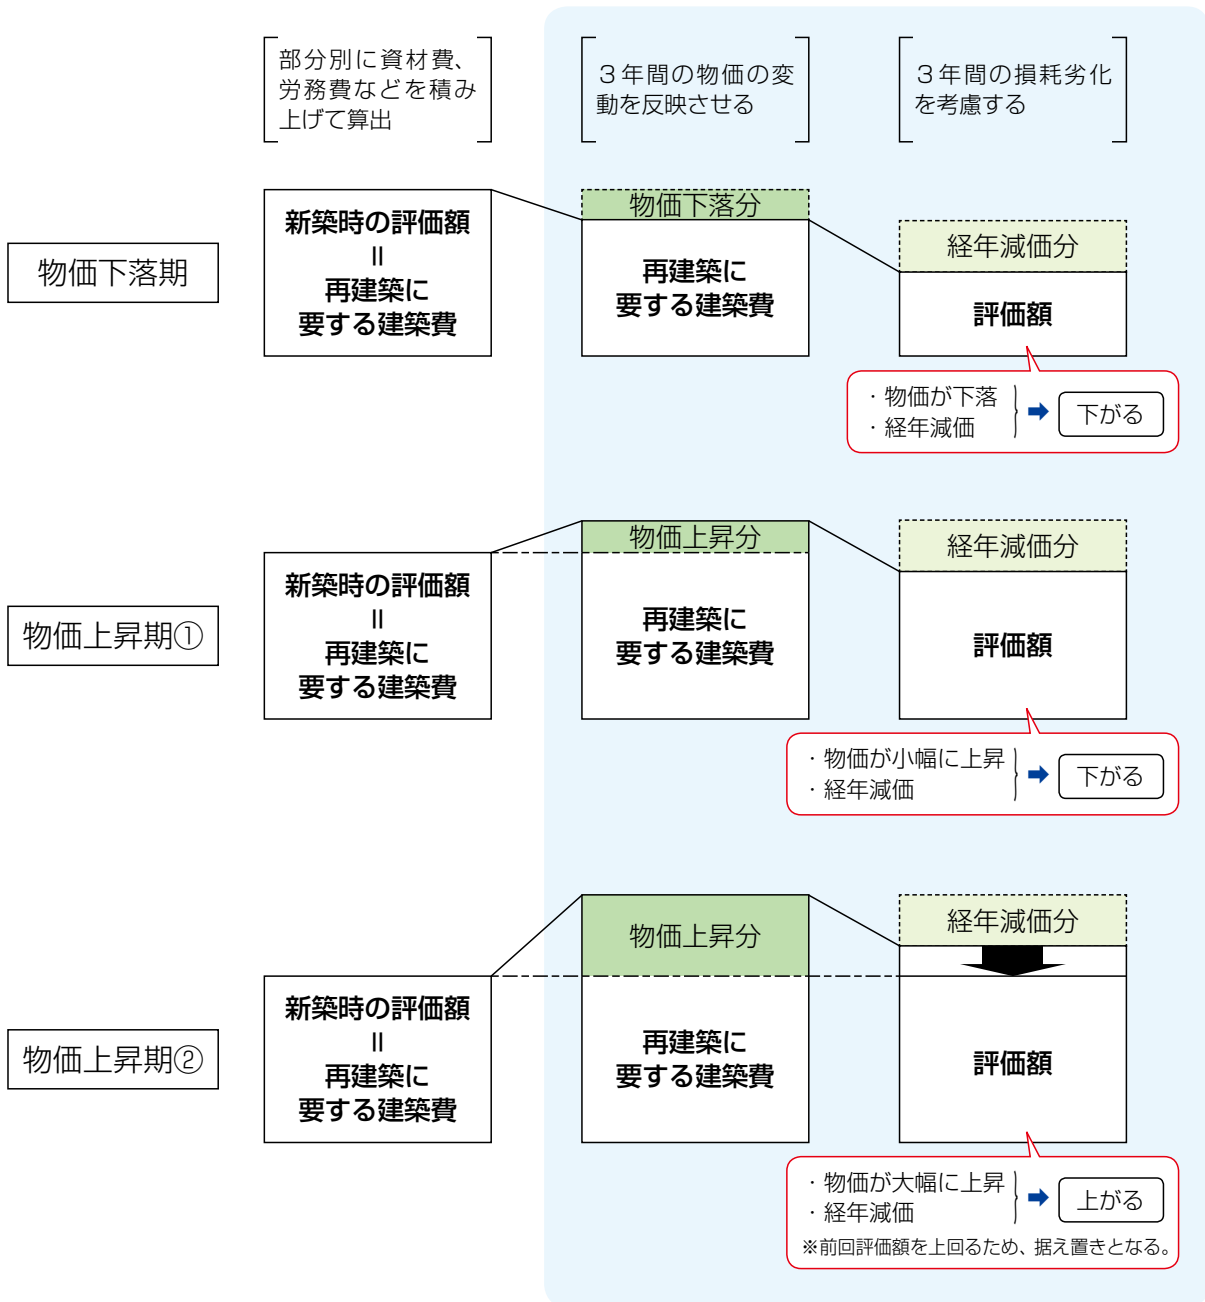 部分別に資材費、
労務費などを積み
上げて算出
３年間の物価の変
動を反映させる
３年間の損耗劣化
を考慮する
物価下落期
新築時の評価額
＝
再建築に
要する建築費
物価下落分
再建築に
要する建築費
経年減価分
評価額
・物価が下落
・経年減価
下がる
物価上昇期①
新築時の評価額
＝
再建築に
要する建築費
物価上昇分
再建築に
要する建築費
経年減価分
評価額
・物価が小幅に上昇
・経年減価
下がる
物価上昇期②
新築時の評価額
＝
再建築に
要する建築費
物価上昇分
再建築に
要する建築費
経年減価分
評価額
・物価が大幅に上昇
・経年減価
上がる
※前回評価額を上回るため、据え置きとなる。